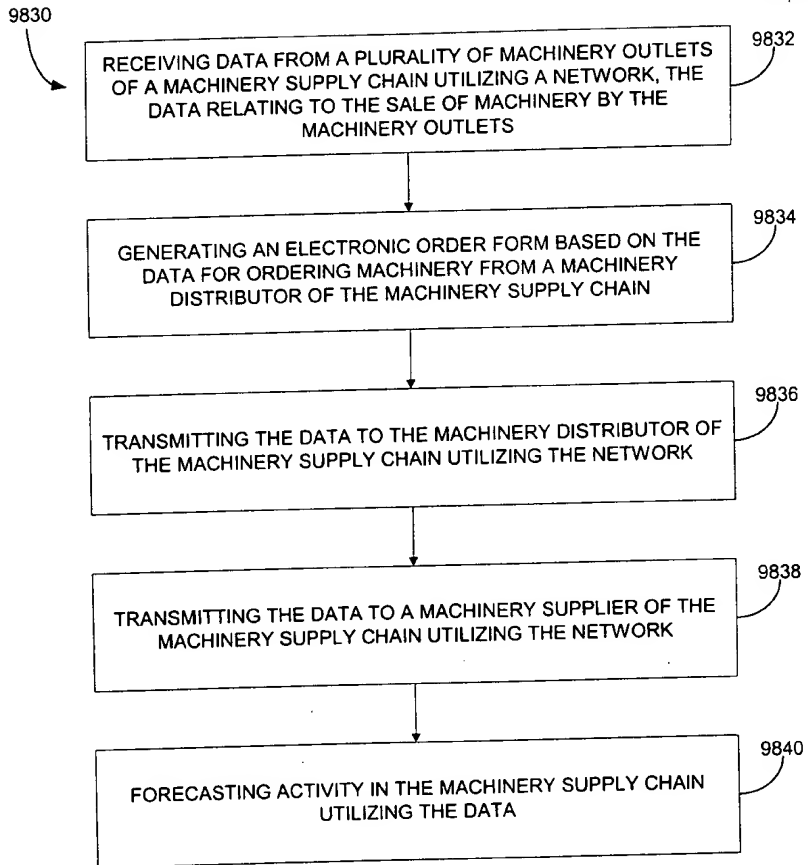 9830
9832
RECEIVING DATA FROM A PLURALITY OF MACHINERY OUTLETS
OF A MACHINERY SUPPLY CHAIN UTILIZING A NETWORK, THE
DATA RELATING TO THE SALE OF MACHINERY BY THE
MACHINERY OUTLETS
9834
GENERATING AN ELECTRONIC ORDER FORM BASED ON THE
DATA FOR ORDERING MACHINERY FROM A MACHINERY
DISTRIBUTOR OF THE MACHINERY SUPPLY CHAIN
9836
TRANSMITTING THE DATA TO THE MACHINERY DISTRIBUTOR OF
THE MACHINERY SUPPLY CHAIN UTILIZING THE NETWORK
9838
TRANSMITTING THE DATA TO A MACHINERY SUPPLIER OF THE
MACHINERY SUPPLY CHAIN UTILIZING THE NETWORK
9840
FORECASTING ACTIVITY IN THE MACHINERY SUPPLY CHAIN
UTILIZING THE DATA